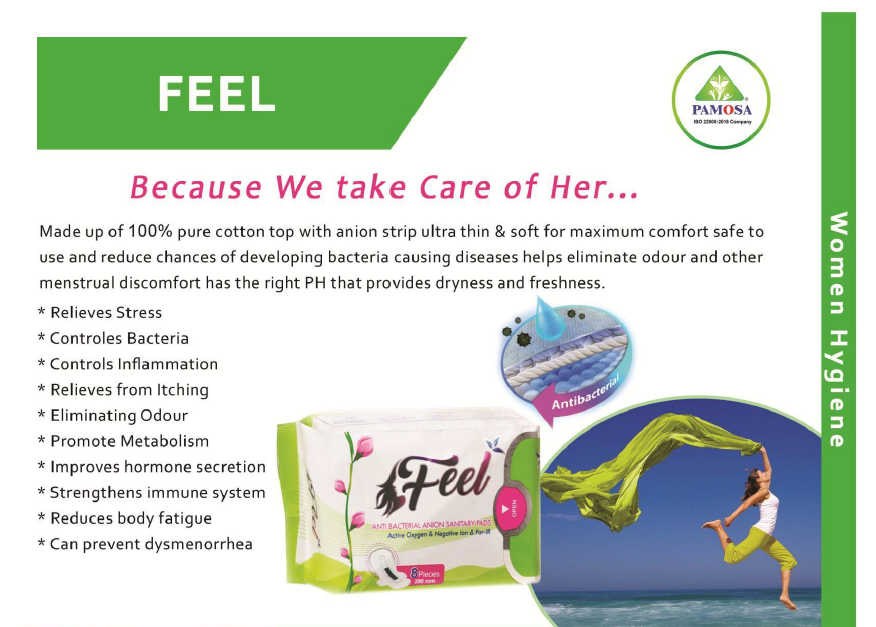 FEEL
PAMOSA
ISO 22000:2018 Company
Because We take Care of Her...
Made up of 100% pure cotton top with anion strip ultra thin & soft for maximum comfort safe to
use and reduce chances of developing bacteria causing diseases helps eliminate odour and other
menstrual discomfort has the right PH that provides dryness and freshness.
* Relieves Stress
* Controles Bacteria
* Controls Inflammation
* Relieves from Itching
* Eliminating Odour
* Promote Metabolism
* Improves hormone secretion
* Strengthens immune system
* Reduces body fatigue
* Can prevent dysmenorrhea
Antibacterial
Feel
ANTI BACTERIAL ANION SANITARY PADS
Active Oxygen & Negative Ion & Far-IR
8 Pieces
290 mm
OPEN
Women Hygiene